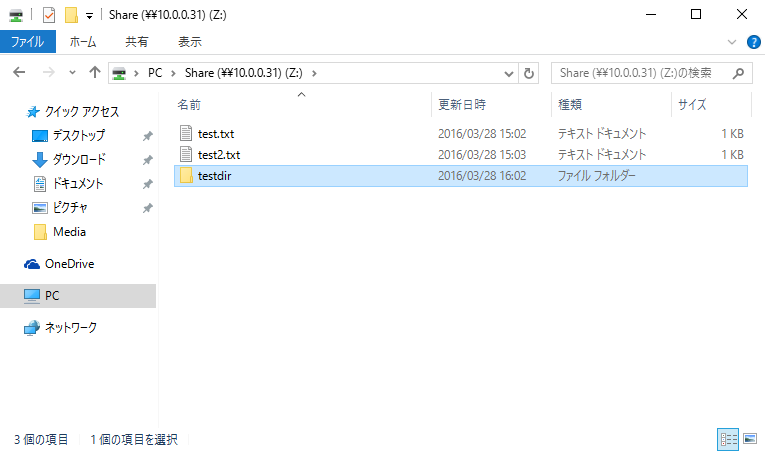 Share (¥¥10.0.0.31) (Z:)
ファイル ホーム 共有 表示
PC Share (¥¥10.0.0.31) (Z:) Share (¥¥10.0.0.31) (Z:)の検索
クイック アクセス
デスクトップ
ダウンロード
ドキュメント
ピクチャ
Media
OneDrive
PC
ネットワーク
名前 更新日時 種類 サイズ
test.txt 2016/03/28 15:02 テキスト ドキュメント 1 KB
test2.txt 2016/03/28 15:03 テキスト ドキュメント 1 KB
testdir 2016/03/28 16:02 ファイル フォルダー
3 個の項目 1 個の項目を選択